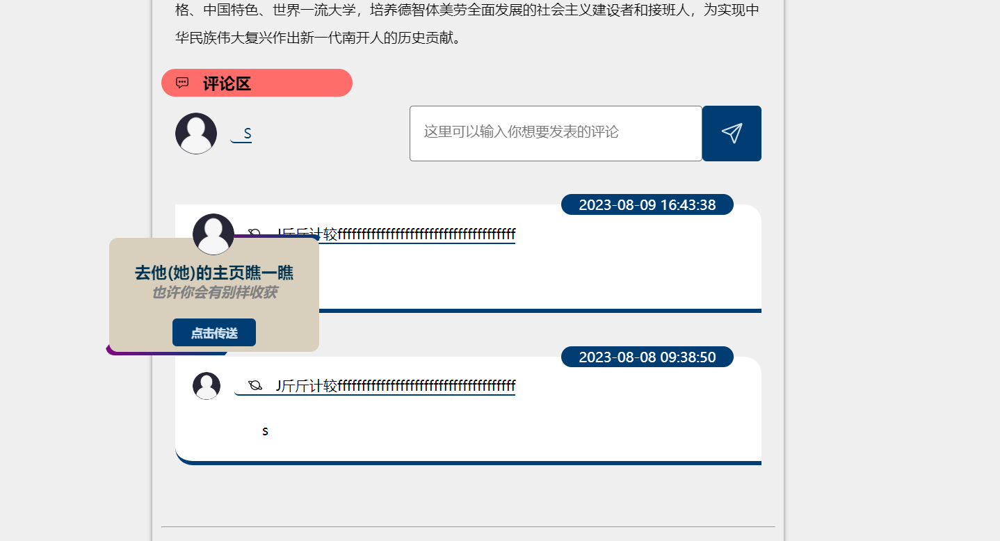 格、中国特色、世界一流大学，培养德智体美劳全面发展的社会主义建设者和接班人，为实现中
华民族伟大复兴作出新一代南开人的历史贡献。
评论区
S
这里可以输入你想要发表的评论
2023-08-09 16:43:38
J斤斤计较ffffffffffffffffffffffffffffffffffffff
去他(她)的主页瞧一瞧
也许你会有别样收获
点击传送
2023-08-08 09:38:50
J斤斤计较ffffffffffffffffffffffffffffffffffffff
s